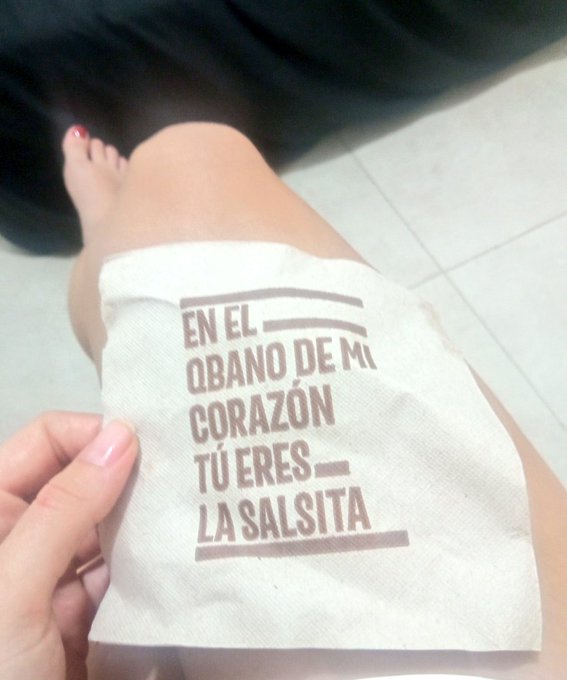 EN EL
QBANO DE MI
CORAZÓN
TÚ ERES
LA SALSITA